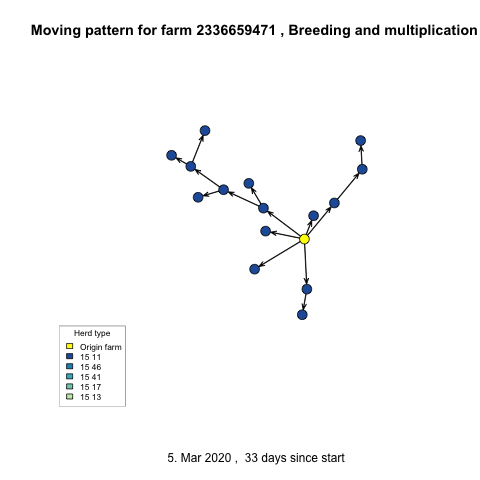 Moving pattern for farm 2336659471 , Breeding and multiplication
Herd type
Origin farm
15 11
15 46
15 41
15 17
15 13
5. Mar 2020 , 33 days since start